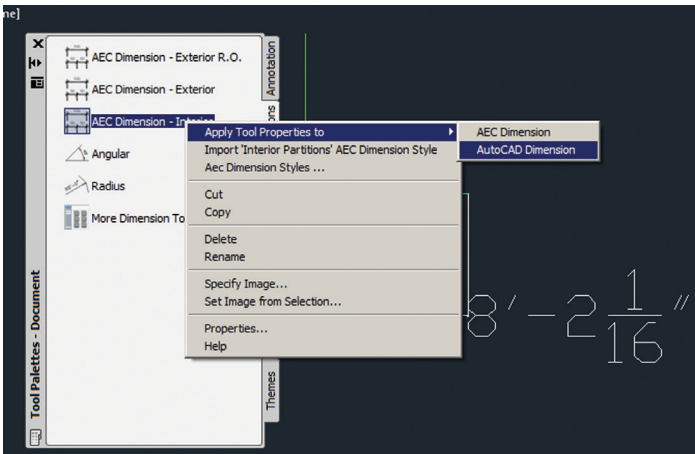 ne]
AEC Dimension - Exterior R.O.
AEC Dimension - Exterior
AEC Dimension - Interior
Angular
Radius
More Dimension To
Annotation
ons
Themes
Tool Palettes - Document
Apply Tool Properties to
Import 'Interior Partitions' AEC Dimension Style
Aec Dimension Styles ...
Cut
Copy
Delete
Rename
Specify Image...
Set Image from Selection...
Properties...
Help
AEC Dimension
AutoCAD Dimension
8'-2 1/16"